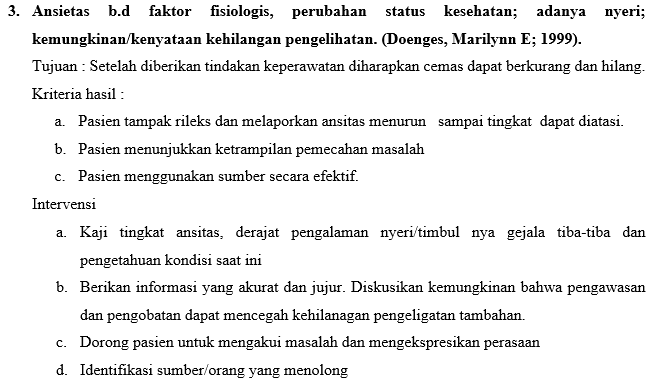 3. Ansietas b.d faktor fisiologis, perubahan status kesehatan; adanya nyeri;
kemungkinan/kenyataan kehilangan pengelihatan. (Doenges, Marilynn E; 1999).
Tujuan : Setelah diberikan tindakan keperawatan diharapkan cemas dapat berkurang dan hilang.
Kriteria hasil :
a. Pasien tampak rileks dan melaporkan ansitas menurun sampai tingkat dapat diatasi.
b. Pasien menunjukkan ketrampilan pemecahan masalah
c. Pasien menggunakan sumber secara efektif.
Intervensi
a. Kaji tingkat ansitas, derajat pengalaman nyeri/timbul nya gejala tiba-tiba dan
pengetahuan kondisi saat ini
b. Berikan informasi yang akurat dan jujur. Diskusikan kemungkinan bahwa pengawasan
dan pengobatan dapat mencegah kehilanagan pengeligatan tambahan.
c. Dorong pasien untuk mengakui masalah dan mengekspresikan perasaan
d. Identifikasi sumber/orang yang menolong